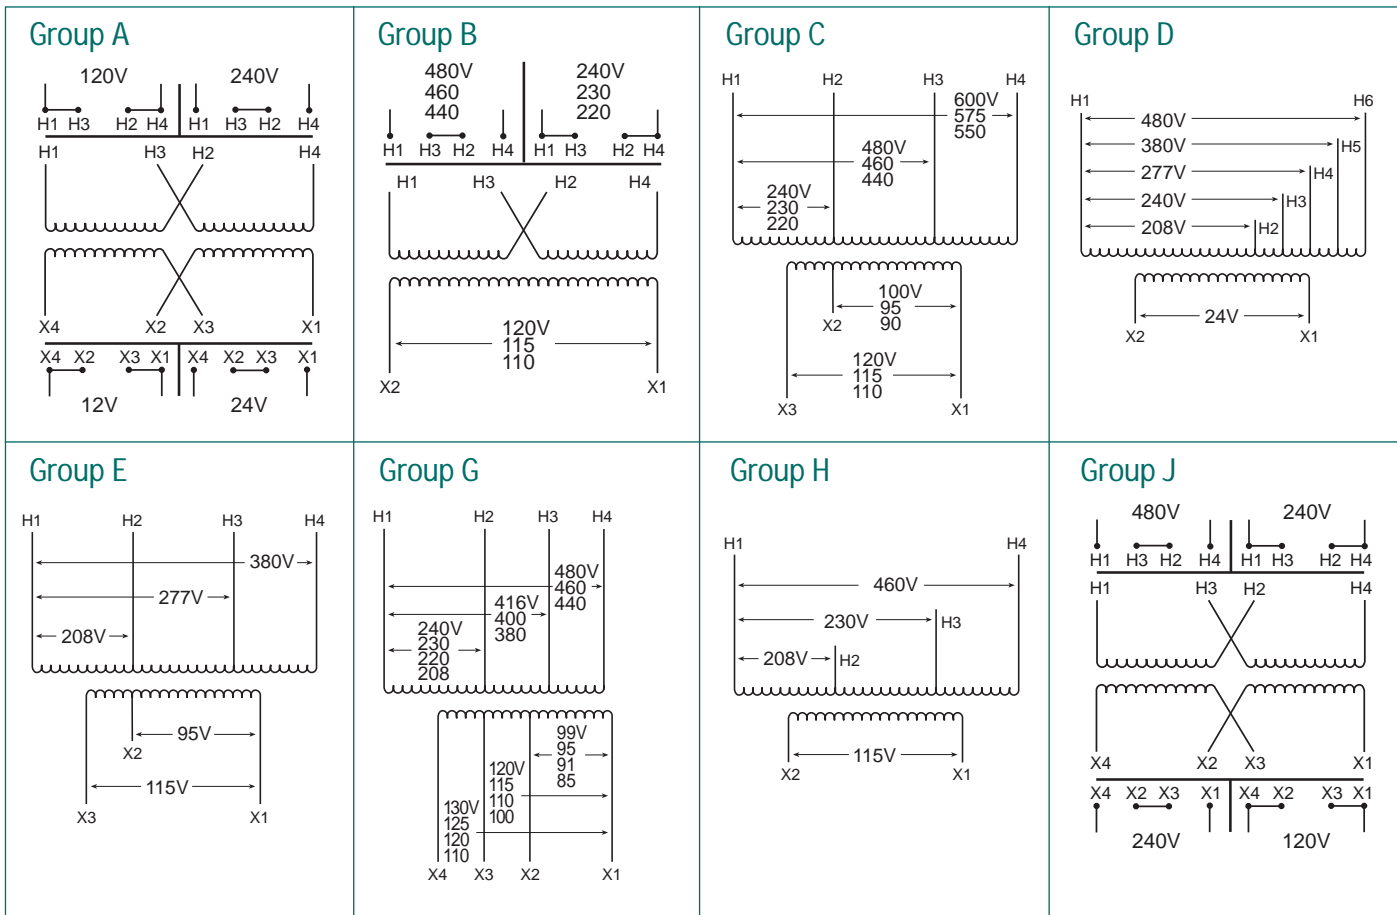 Group A
120V 240V
H1 H3 H2 H4 H1 H3 H2 H4
H1 H3 H2 H4
X4 X2 X3 X1
X4 X2 X3 X1 X4 X2 X3 X1
12V 24V
Group B
480V 240V
460 230
440 220
H1 H3 H2 H4 H1 H3 H2 H4
H1 H3 H2 H4
120V
115
110
X2 X1
Group C
H1 H2 H3 H4
600V
575
550
480V
460
440
240V
230
220
100V
95
90
X2
120V
115
110
X3 X1
Group D
H1 H6
480V
380V H5
277V H4
240V H3
208V H2
24V
X2 X1
Group E
H1 H2 H3 H4
380V
277V
208V
95V
X2
115V
X3 X1
Group G
H1 H2 H3 H4
480V
460
440
416V
400
380
240V
230
220
208
99V
95
91
85
120V
115
110
100
130V
125
120
110
X4 X3 X2 X1
Group H
H1 H4
460V
230V H3
208V H2
115V
X2 X1
Group J
480V 240V
H1 H3 H2 H4 H1 H3 H2 H4
H1 H3 H2 H4
X4 X2 X3 X1
X4 X2 X3 X1 X4 X2 X3 X1
240V 120V